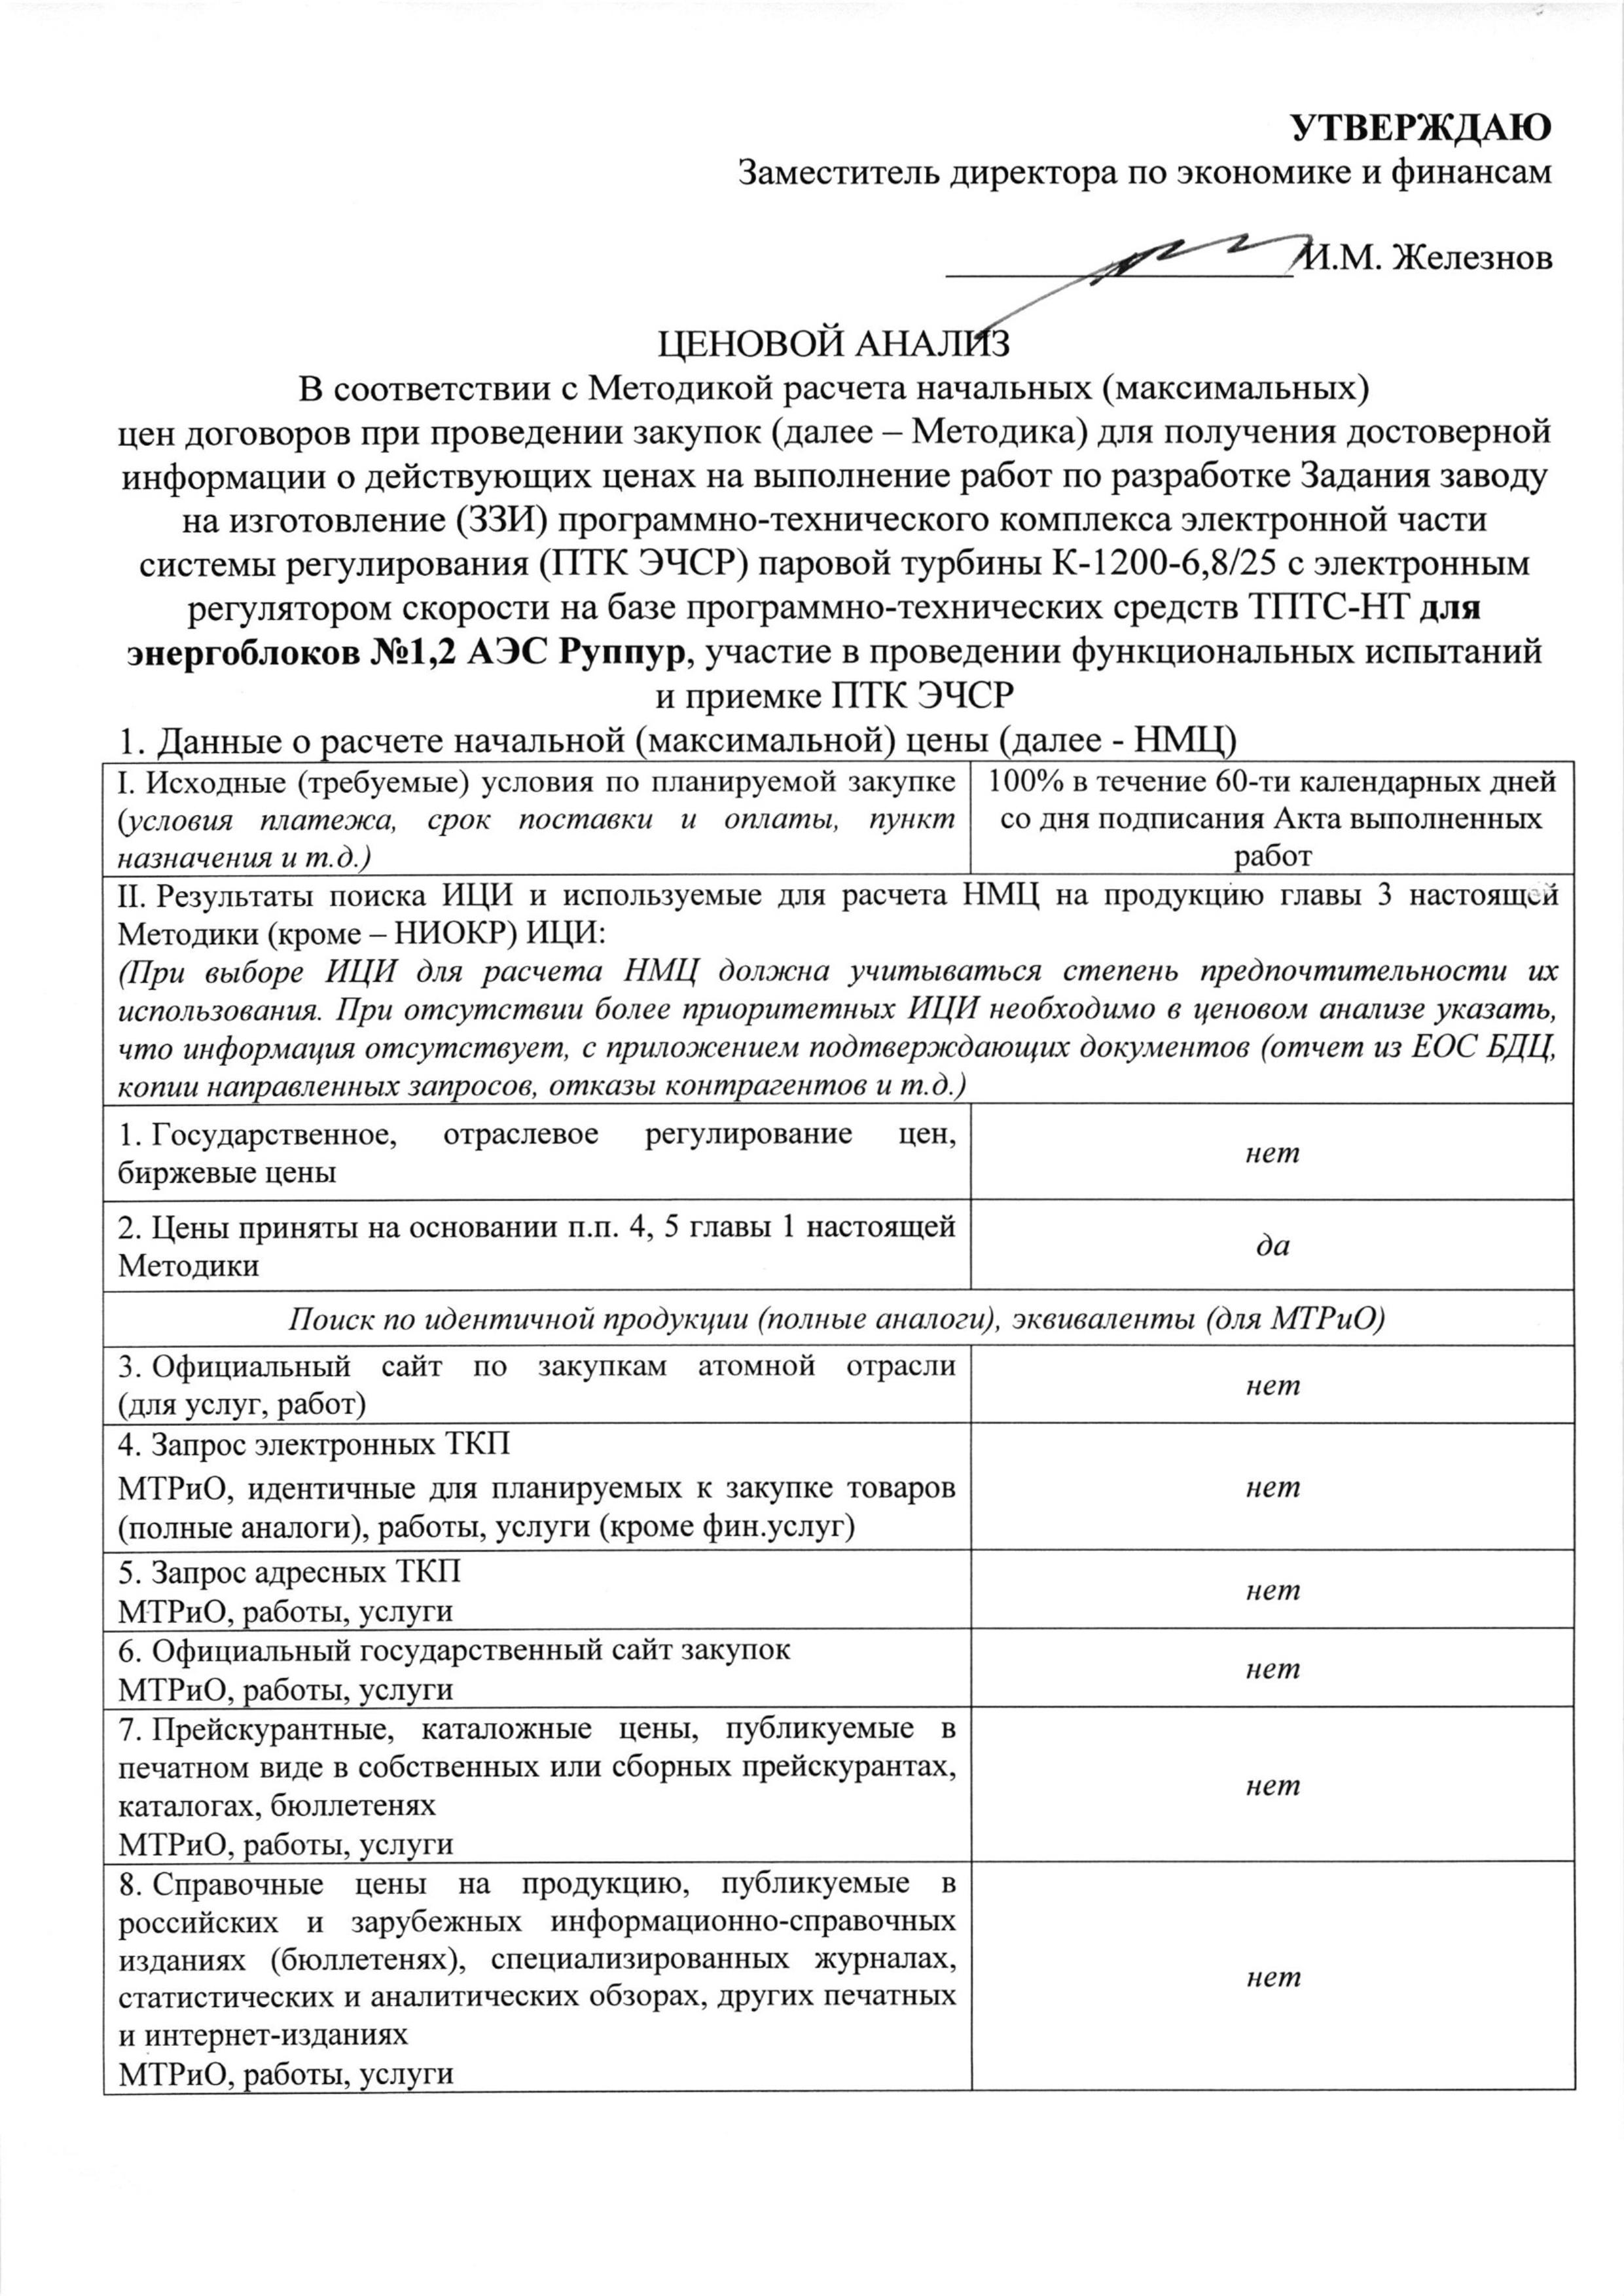 УТВЕРЖДАЮ
Заместитель директора по экономике и финансам
И.М. Железнов
ЦЕНОВОЙ АНАЛИЗ
В соответствии с Методикой расчета начальных (максимальных)
цен договоров при проведении закупок (далее – Методика) для получения достоверной
информации о действующих ценах на выполнение работ по разработке Задания заводу
на изготовление (ЗЗИ) программно-технического комплекса электронной части
системы регулирования (ПТК ЭЧСР) паровой турбины К-1200-6,8/25 с электронным
регулятором скорости на базе программно-технических средств ТПТС-НТ для
энергоблоков №1,2 АЭС Руппур, участие в проведении функциональных испытаний
и приемке ПТК ЭЧСР
1. Данные о расчете начальной (максимальной) цены (далее - НМЦ)
I. Исходные (требуемые) условия по планируемой закупке
(условия платежа, срок поставки и оплаты, пункт
назначения и т.д.)
100% в течение 60-ти календарных дней
со дня подписания Акта выполненных
работ
II. Результаты поиска ИЦИ и используемые для расчета НМЦ на продукцию главы 3 настоящей
Методики (кроме – НИОКР) ИЦИ:
(При выборе ИЦИ для расчета НМЦ должна учитываться степень предпочтительности их
использования. При отсутствии более приоритетных ИЦИ необходимо в ценовом анализе указать,
что информация отсутствует, с приложением подтверждающих документов (отчет из ЕОС БДЦ,
копии направленных запросов, отказы контрагентов и т.д.)
1. Государственное, отраслевое регулирование цен,
биржевые цены
нет
2. Цены приняты на основании п.п. 4, 5 главы 1 настоящей
Методики
да
Поиск по идентичной продукции (полные аналоги), эквиваленты (для МТРиО)
3. Официальный сайт по закупкам атомной отрасли
(для услуг, работ)
нет
4. Запрос электронных ТКП
МТРиО, идентичные для планируемых к закупке товаров
(полные аналоги), работы, услуги (кроме фин.услуг)
нет
5. Запрос адресных ТКП
МТРиО, работы, услуги
нет
6. Официальный государственный сайт закупок
МТРиО, работы, услуги
нет
7. Прейскурантные, каталожные цены, публикуемые в
печатном виде в собственных или сборных прейскурантах,
каталогах, бюллетенях
МТРиО, работы, услуги
нет
8. Справочные цены на продукцию, публикуемые в
российских и зарубежных информационно-справочных
изданиях (бюллетенях), специализированных журналах,
статистических и аналитических обзорах, других печатных
и интернет-изданиях
МТРиО, работы, услуги
нет